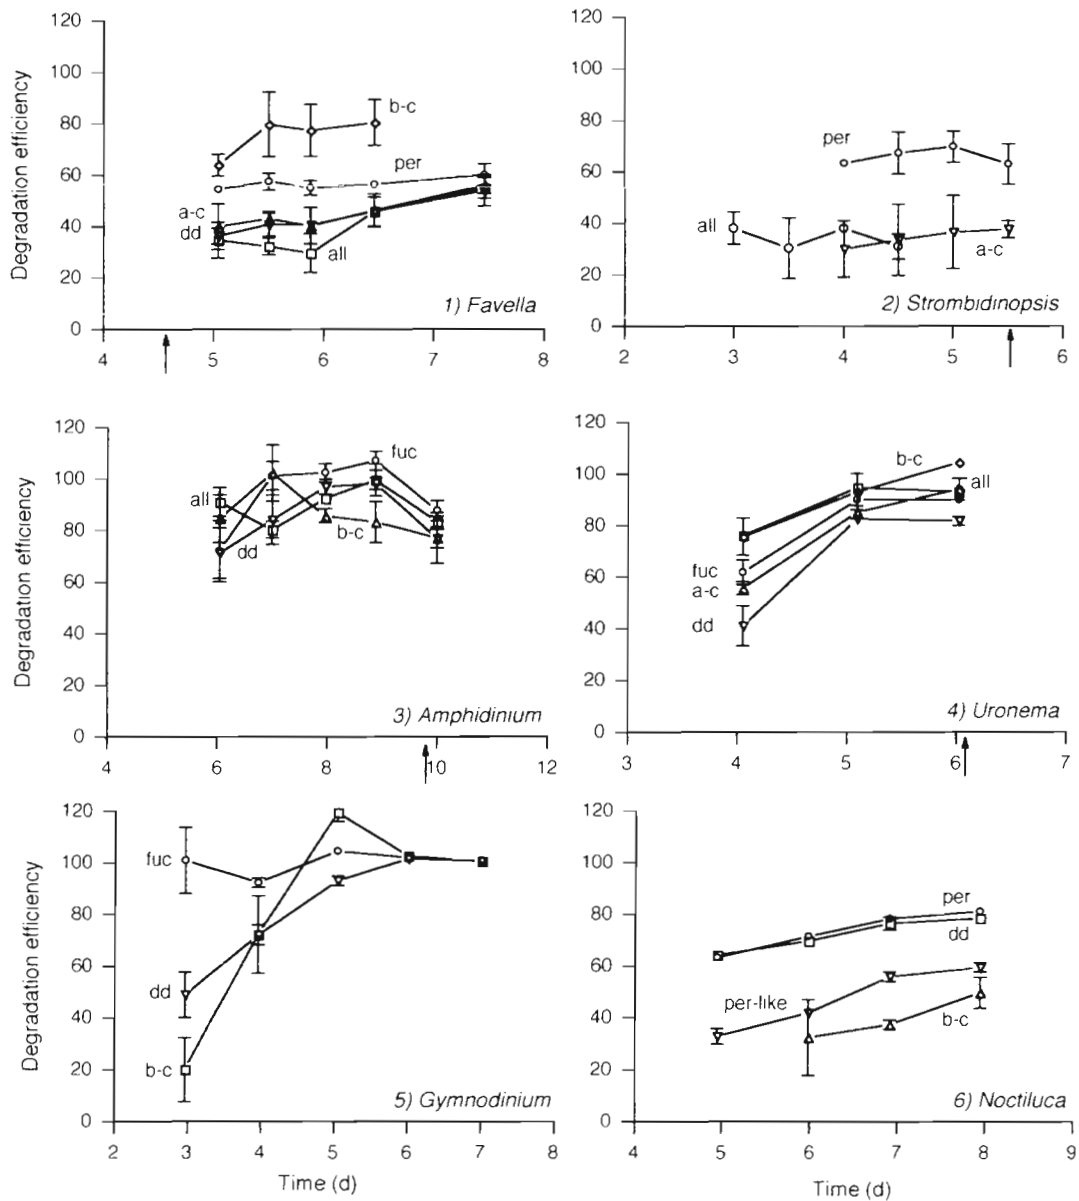 120
100
80
60
40
20
0
Degradation efficiency
b-c
per
a-c
dd
all
1) Favella
4 5 6 7 8
120
100
80
60
40
20
0
per
all
a-c
2) Strombidinopsis
2 3 4 5 6
120
100
80
60
40
20
0
Degradation efficiency
fuc
all
b-c
dd
3) Amphidinium
4 6 8 10 12
120
100
80
60
40
20
0
b-c
all
fuc
a-c
dd
4) Uronema
3 4 5 6 7
120
100
80
60
40
20
0
Degradation efficiency
fuc
dd
b-c
5) Gymnodinium
2 3 4 5 6 7 8
Time (d)
120
100
80
60
40
20
0
per
dd
per-like
b-c
6) Noctiluca
4 5 6 7 8 9
Time (d)